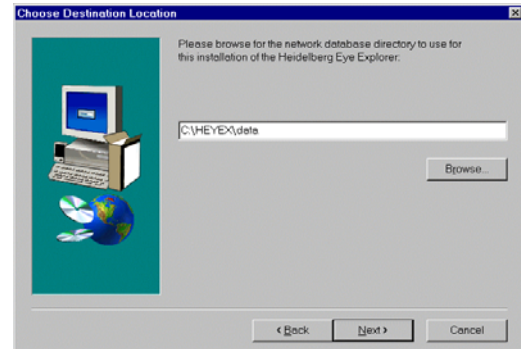 Choose Destination Location
Please browse for the network database directory to use for
this installation of the Heidelberg Eye Explorer:
C:\HEYEX\data
Browse...
< Back
Next >
Cancel